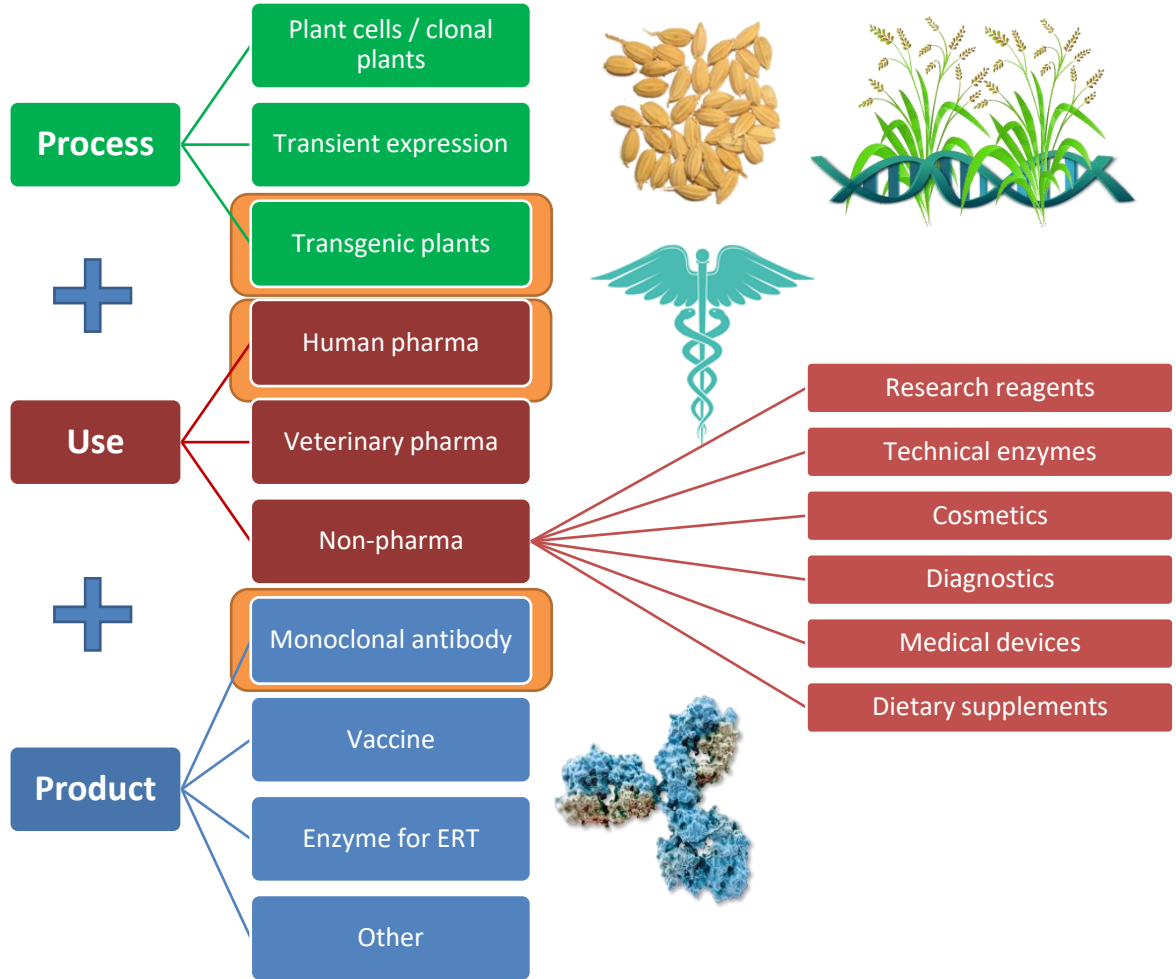 Plant cells / clonal
plants
Process
Transient expression
Transgenic plants
Human pharma
Use
Veterinary pharma
Non-pharma
Research reagents
Technical enzymes
Cosmetics
Diagnostics
Medical devices
Dietary supplements
Monoclonal antibody
Vaccine
Product
Enzyme for ERT
Other